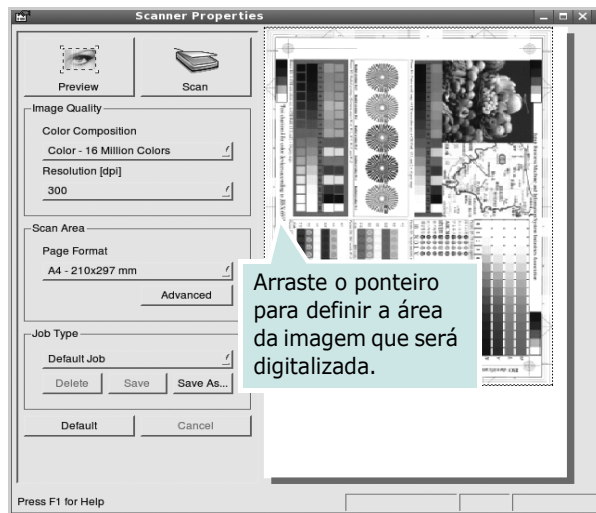 Scanner Properties
Preview
Scan
Image Quality
Color Composition
Color - 16 Million Colors
Resolution [dpi]
300
Scan Area
Page Format
A4 - 210x297 mm
Advanced
Job Type
Default Job
Delete
Save
Save As...
Default
Cancel
Arraste o ponteiro
para definir a área
da imagem que será
digitalizada.
Press F1 for Help